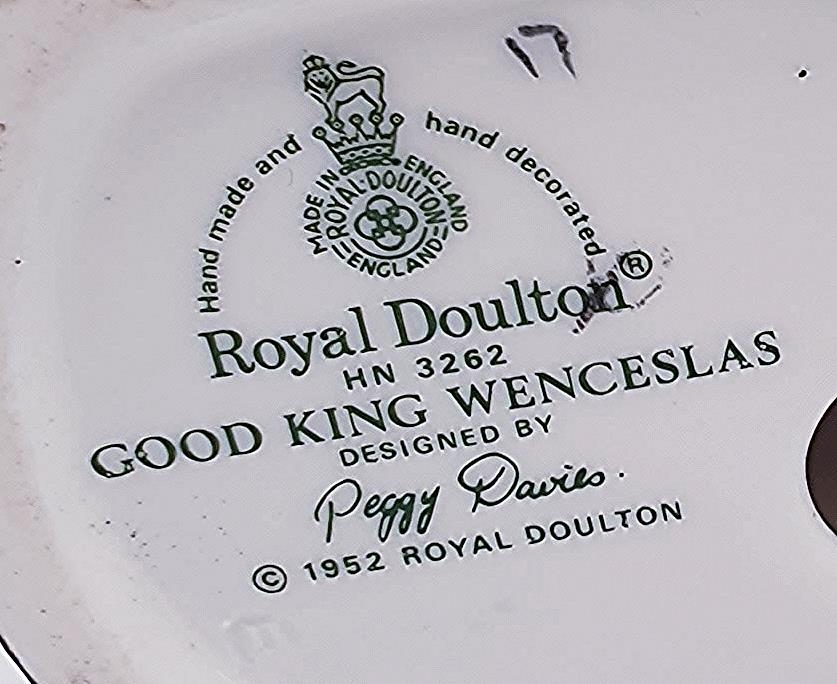 17
Hand made and hand decorated
MADE IN ENGLAND
ROYAL·DOULTON
ENGLAND
Royal Doulton®
HN 3262
GOOD KING WENCESLAS
DESIGNED BY
Peggy Davies.
© 1952 ROYAL DOULTON